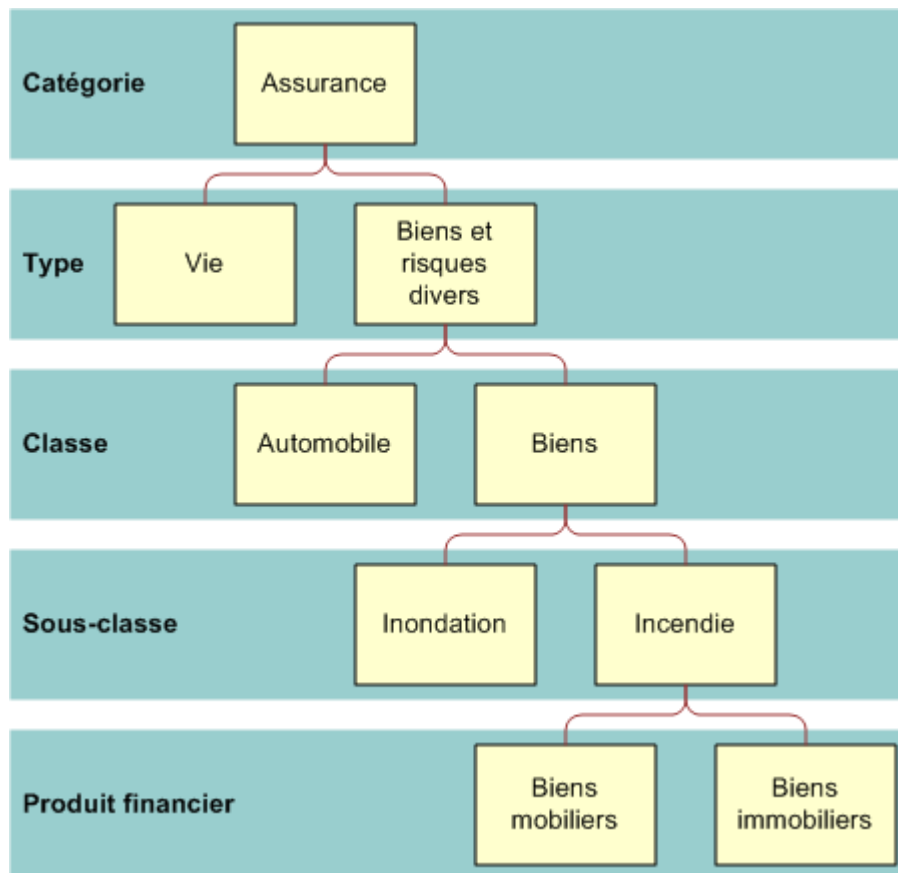 Catégorie
Assurance
Type
Vie
Biens et
risques
divers
Classe
Automobile
Biens
Sous-classe
Inondation
Incendie
Produit financier
Biens
mobiliers
Biens
immobiliers